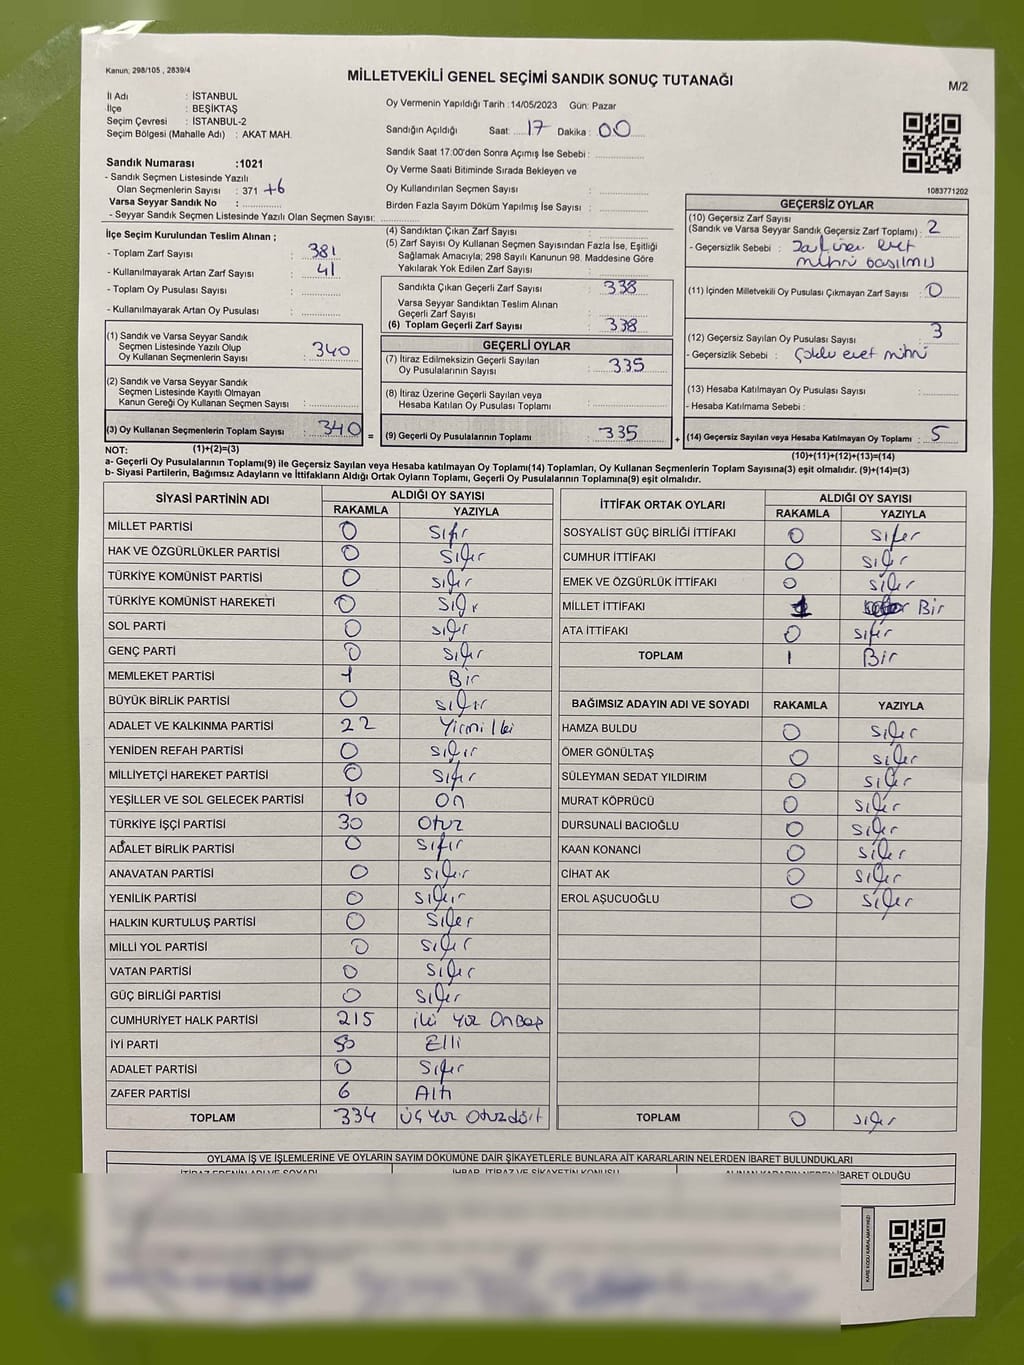 Kanun; 298/105 , 2839/4
MİLLETVEKİLİ GENEL SEÇİMİ SANDIK SONUÇ TUTANAĞI
M/2
İl Adı : İSTANBUL
İlçe : BEŞİKTAŞ
Seçim Çevresi : İSTANBUL-2
Seçim Bölgesi (Mahalle Adı) : AKAT MAH.
Sandık Numarası :1021
- Sandık Seçmen Listesinde Yazılı
Olan Seçmenlerin Sayısı : 371 +6
Varsa Seyyar Sandık No :
- Seyyar Sandık Seçmen Listesinde Yazılı Olan Seçmen Sayısı:
Oy Vermenin Yapıldığı Tarih :14/05/2023 Gün: Pazar
Sandığın Açıldığı Saat: 17 Dakika : 00
Sandık Saat 17:00'den Sonra Açımış İse Sebebi :
Oy Verme Saati Bitiminde Sırada Bekleyen ve
Oy Kullandırılan Seçmen Sayısı :
Birden Fazla Sayım Döküm Yapılmış İse Sayısı :
1083771202
İlçe Seçim Kurulundan Teslim Alınan ;
- Toplam Zarf Sayısı : 381
- Kullanılmayarak Artan Zarf Sayısı : 41
- Toplam Oy Pusulası Sayısı :
- Kullanılmayarak Artan Oy Pusulası :
(1) Sandık ve Varsa Seyyar Sandık
Seçmen Listesinde Yazılı Olup
Oy Kullanan Seçmenlerin Sayısı : 340
(2) Sandık ve Varsa Seyyar Sandık
Seçmen Listesinde Kayıtlı Olmayan
Kanun Gereği Oy Kullanan Seçmen Sayısı :
(3) Oy Kullanan Seçmenlerin Toplam Sayısı : 340 =
(1)+(2)=(3)
(4) Sandıktan Çıkan Zarf Sayısı :
(5) Zarf Sayısı Oy Kullanan Seçmen Sayısından Fazla İse, Eşitliği
Sağlamak Amacıyla; 298 Sayılı Kanunun 98. Maddesine Göre
Yakılarak Yok Edilen Zarf Sayısı :
Sandıkta Çıkan Geçerli Zarf Sayısı : 338
Varsa Seyyar Sandıktan Teslim Alınan
Geçerli Zarf Sayısı :
(6) Toplam Geçerli Zarf Sayısı : 338
GEÇERLİ OYLAR
(7) İtiraz Edilmeksizin Geçerli Sayılan
Oy Pusulalarının Sayısı : 335
(8) İtiraz Üzerine Geçerli Sayılan veya
Hesaba Katılan Oy Pusulası Toplamı :
(9) Geçerli Oy Pusulalarının Toplamı : 335 +
GEÇERSİZ OYLAR
(10) Geçersiz Zarf Sayısı
(Sandık ve Varsa Seyyar Sandık Geçersiz Zarf Toplamı) : 2
- Geçersizlik Sebebi : Zarf üzeri evet
mührü basılmış
(11) İçinden Milletvekili Oy Pusulası Çıkmayan Zarf Sayısı : 0
(12) Geçersiz Sayılan Oy Pusulası Sayısı : 3
- Geçersizlik Sebebi : Çoklu evet mührü
(13) Hesaba Katılmayan Oy Pusulası Sayısı :
- Hesaba Katılmama Sebebi :
(14) Geçersiz Sayılan veya Hesaba Katılmayan Oy Toplamı : 5
(10)+(11)+(12)+(13)=(14)
NOT:
a- Geçerli Oy Pusulalarının Toplamı(9) ile Geçersiz Sayılan veya Hesaba katılmayan Oy Toplamı(14) Toplamları, Oy Kullanan Seçmenlerin Toplam Sayısına(3) eşit olmalıdır. (9)+(14)=(3)
b- Siyasi Partilerin, Bağımsız Adayların ve İttifakların Aldığı Ortak Oyların Toplamı, Geçerli Oy Pusulalarının Toplamına(9) eşit olmalıdır.
SİYASİ PARTİNİN ADI
ALDIĞI OY SAYISI
RAKAMLA YAZIYLA
MİLLET PARTİSİ 0 Sıfır
HAK VE ÖZGÜRLÜKLER PARTİSİ 0 Sıfır
TÜRKİYE KOMÜNİST PARTİSİ 0 sıfır
TÜRKİYE KOMÜNİST HAREKETİ 0 sıfır
SOL PARTİ 0 sıfır
GENÇ PARTİ 0 sıfır
MEMLEKET PARTİSİ 1 Bir
BÜYÜK BİRLİK PARTİSİ 0 sıfır
ADALET VE KALKINMA PARTİSİ 22 Yirmi İki
YENİDEN REFAH PARTİSİ 0 sıfır
MİLLİYETÇİ HAREKET PARTİSİ 0 sıfır
YEŞİLLER VE SOL GELECEK PARTİSİ 10 On
TÜRKİYE İŞÇİ PARTİSİ 30 Otuz
ADALET BİRLİK PARTİSİ 0 sıfır
ANAVATAN PARTİSİ 0 sıfır
YENİLİK PARTİSİ 0 sıfır
HALKIN KURTULUŞ PARTİSİ 0 sıfır
MİLLİ YOL PARTİSİ 0 sıfır
VATAN PARTİSİ 0 sıfır
GÜÇ BİRLİĞİ PARTİSİ 0 sıfır
CUMHURİYET HALK PARTİSİ 215 iki yüz OnBeş
İYİ PARTİ 50 Elli
ADALET PARTİSİ 0 Sıfır
ZAFER PARTİSİ 6 Altı
TOPLAM 334 üç yüz Otuzdört
İTTİFAK ORTAK OYLARI
ALDIĞI OY SAYISI
RAKAMLA YAZIYLA
SOSYALİST GÜÇ BİRLİĞİ İTTİFAKI 0 sıfır
CUMHUR İTTİFAKI 0 sıfır
EMEK VE ÖZGÜRLÜK İTTİFAKI 0 sıfır
MİLLET İTTİFAKI 1 Bir
ATA İTTİFAKI 0 sıfır
TOPLAM 1 Bir
BAĞIMSIZ ADAYIN ADI VE SOYADI RAKAMLA YAZIYLA
HAMZA BULDU 0 sıfır
ÖMER GÖNÜLTAŞ 0 sıfır
SÜLEYMAN SEDAT YILDIRIM 0 sıfır
MURAT KÖPRÜCÜ 0 sıfır
DURSUNALİ BACIOĞLU 0 sıfır
KAAN KONANCİ 0 sıfır
CİHAT AK 0 sıfır
EROL AŞUCUOĞLU 0 sıfır
TOPLAM 0 sıfır
OYLAMA İŞ VE İŞLEMLERİNE VE OYLARIN SAYIM DÖKÜMÜNE DAİR ŞİKAYETLERLE BUNLARA AİT KARARLARIN NELERDEN İBARET BULUNDUKLARI
İTİRAZ EDENİN ADI VE SOYADI İHBAR, İTİRAZ VE ŞİKAYETİN KONUSU ALINAN KARARIN NEDEN İBARET OLDUĞU